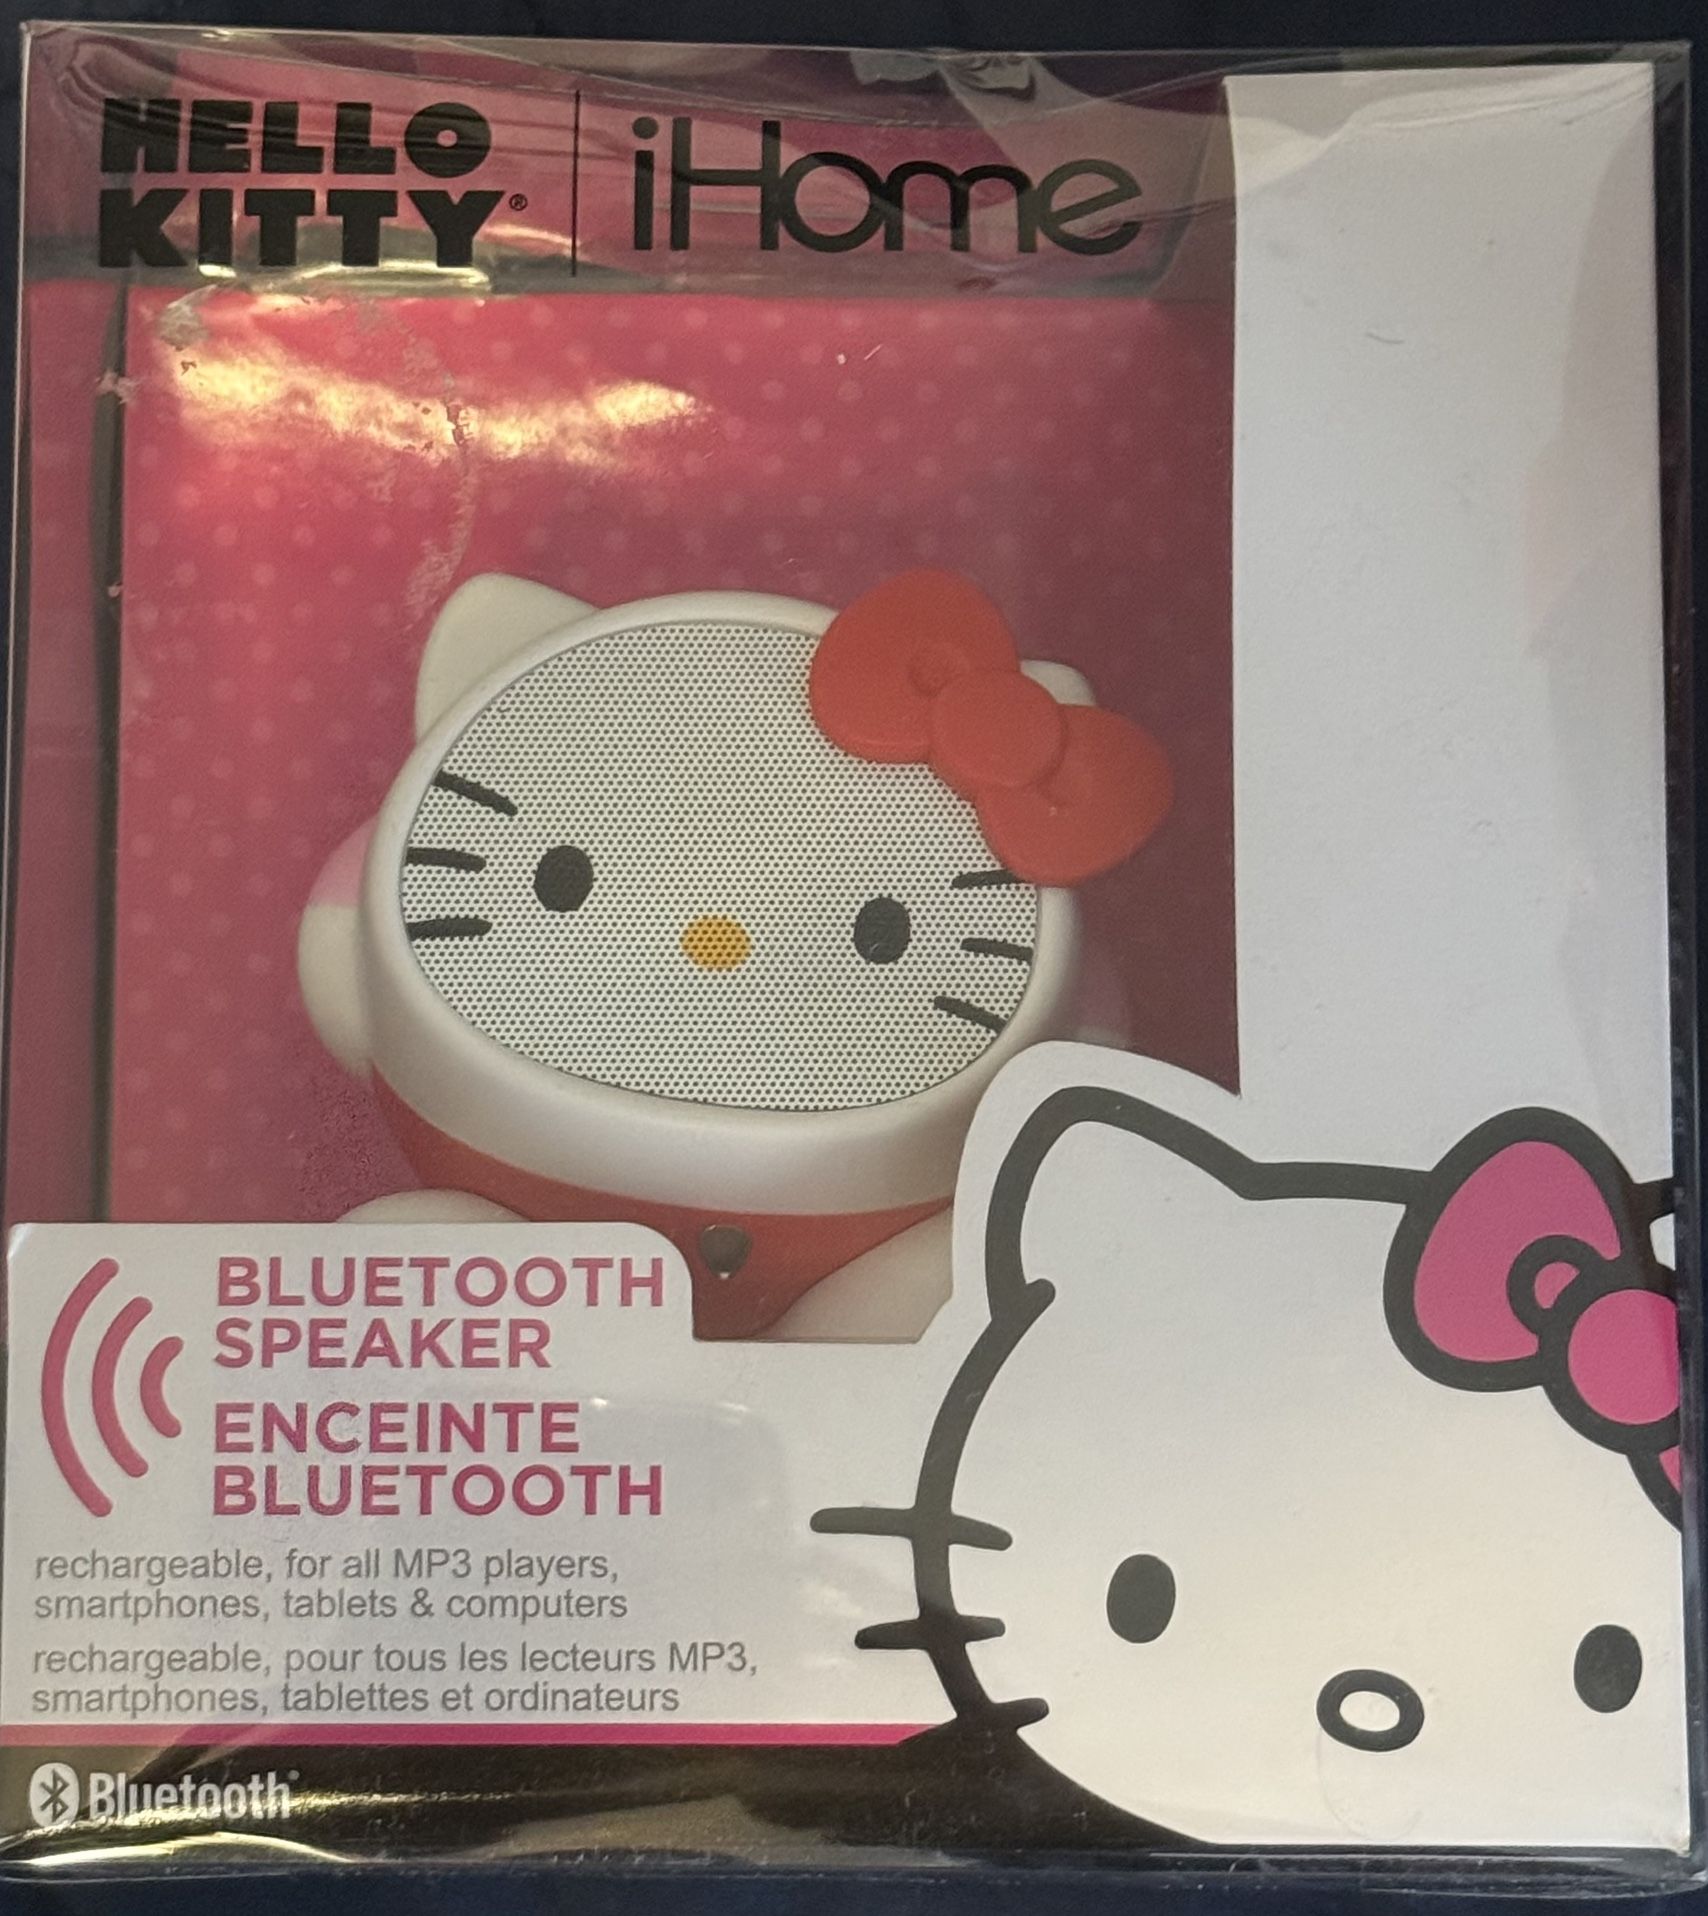 HELLO
KITTY®
iHome
BLUETOOTH
SPEAKER
ENCEINTE
BLUETOOTH
rechargeable, for all MP3 players,
smartphones, tablets & computers
rechargeable, pour tous les lecteurs MP3,
smartphones, tablettes et ordinateurs
Bluetooth®